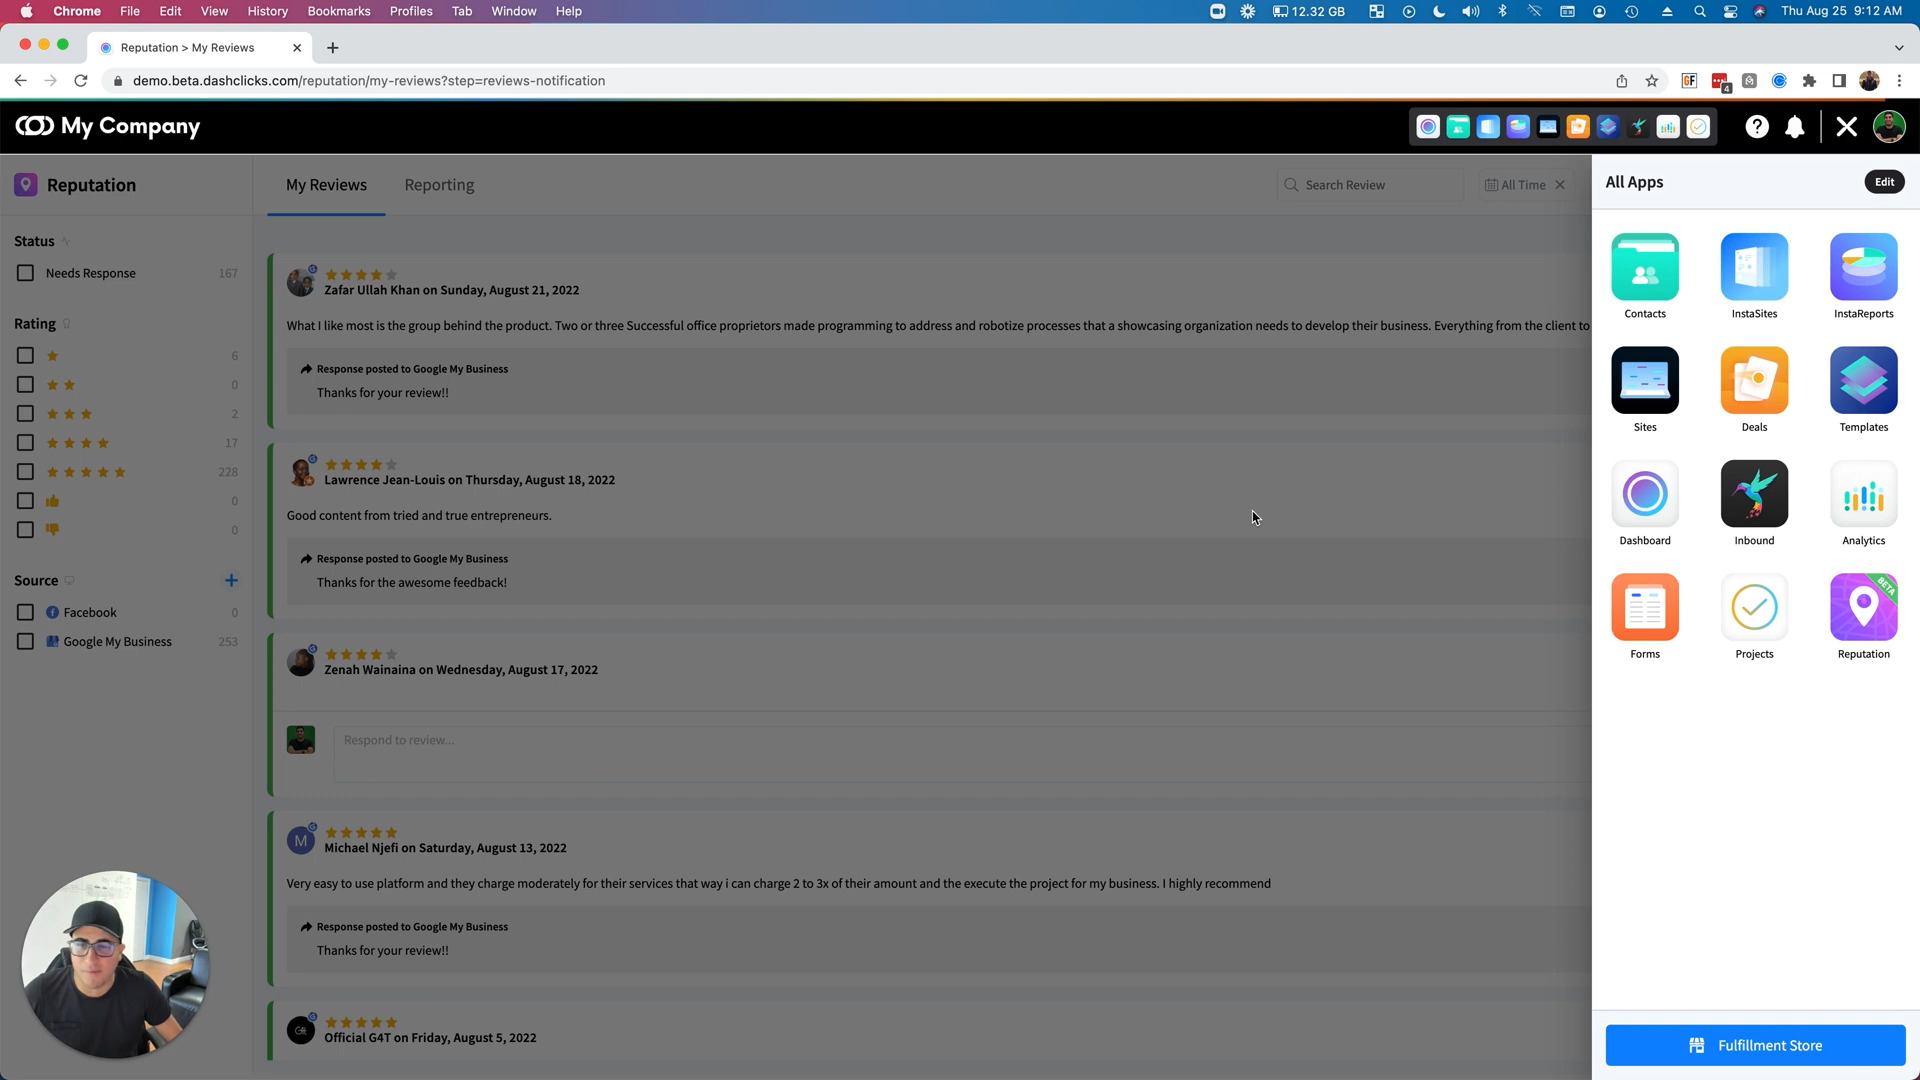 Chrome File Edit View History Bookmarks Profiles Tab Window Help 12.32 GB Thu Aug 25 9:12 AM
Reputation > My Reviews
demo.beta.dashclicks.com/reputation/my-reviews?step=reviews-notification
GF 4
My Company
Reputation
My Reviews Reporting
Search Review
All Time
Status
Needs Response 167
Rating
6
0
2
17
228
0
0
Source
Facebook 0
Google My Business 253
Zafar Ullah Khan on Sunday, August 21, 2022
What I like most is the group behind the product. Two or three Successful office proprietors made programming to address and robotize processes that a showcasing organization needs to develop their business. Everything from the client to
Response posted to Google My Business
Thanks for your review!!
Lawrence Jean-Louis on Thursday, August 18, 2022
Good content from tried and true entrepreneurs.
Response posted to Google My Business
Thanks for the awesome feedback!
Zenah Wainaina on Wednesday, August 17, 2022
Respond to review...
M
Michael Njefi on Saturday, August 13, 2022
Very easy to use platform and they charge moderately for their services that way i can charge 2 to 3x of their amount and the execute the project for my business. I highly recommend
Response posted to Google My Business
Thanks for your review!!
Official G4T on Friday, August 5, 2022
All Apps
Edit
Contacts InstaSites InstaReports
Sites Deals Templates
Dashboard Inbound Analytics
BETA
Forms Projects Reputation
Fulfillment Store